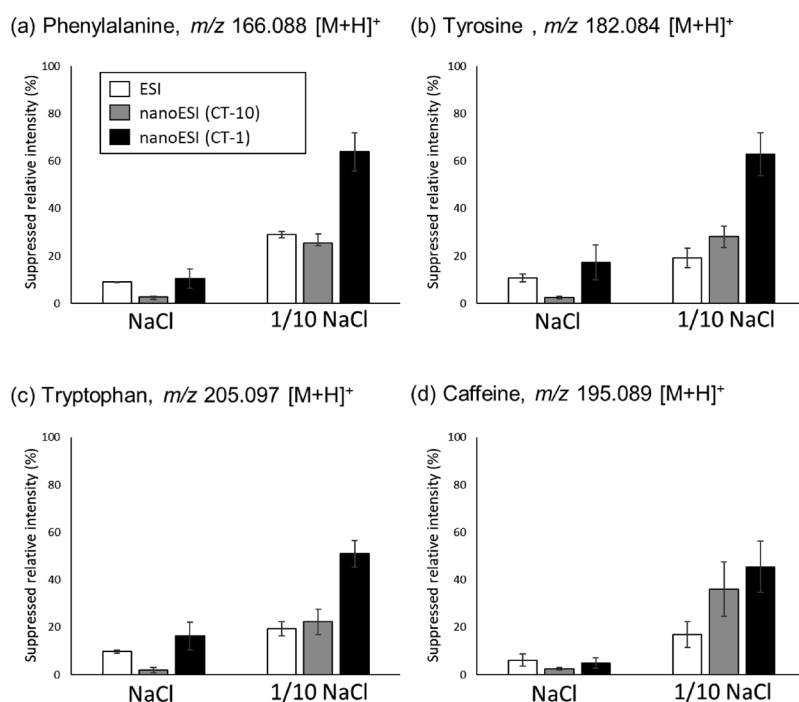 (a) Phenylalanine, m/z 166.088 [M+H]+
Suppressed relative intensity (%)
100
80
60
40
20
0
ESI
nanoESI (CT-10)
nanoESI (CT-1)
NaCl
1/10 NaCl
(b) Tyrosine , m/z 182.084 [M+H]+
Suppressed relative intensity (%)
100
80
60
40
20
0
NaCl
1/10 NaCl
(c) Tryptophan, m/z 205.097 [M+H]+
Suppressed relative intensity (%)
100
80
60
40
20
0
NaCl
1/10 NaCl
(d) Caffeine, m/z 195.089 [M+H]+
Suppressed relative intensity (%)
100
80
60
40
20
0
NaCl
1/10 NaCl